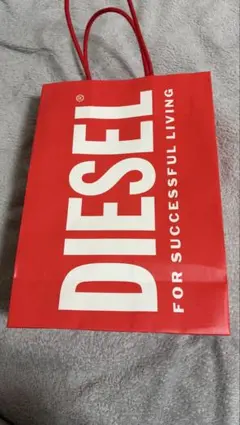 DIESEL®
FOR SUCCESSFUL LIVING